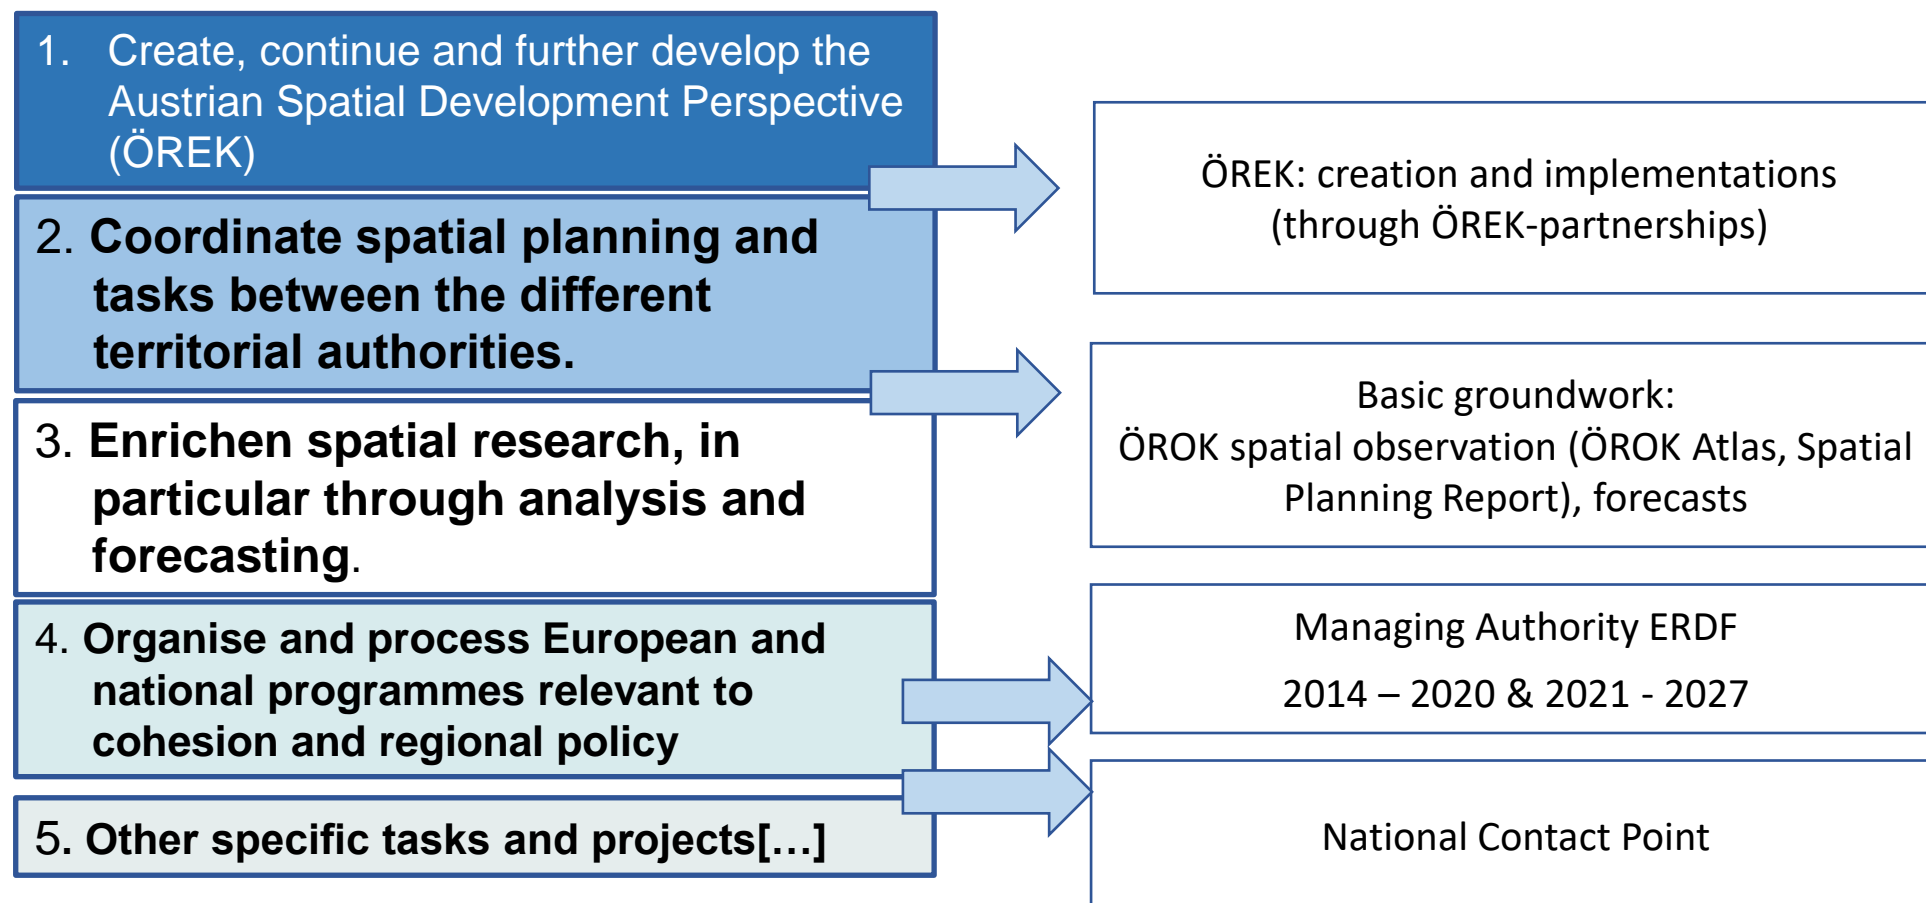 1. Create, continue and further develop the
Austrian Spatial Development Perspective
(ÖREK)
2. Coordinate spatial planning and
tasks between the different
territorial authorities.
3. Enrichen spatial research, in
particular through analysis and
forecasting.
4. Organise and process European and
national programmes relevant to
cohesion and regional policy
5. Other specific tasks and projects[...]
ÖREK: creation and implementations
(through ÖREK-partnerships)
Basic groundwork:
ÖROK spatial observation (ÖROK Atlas, Spatial
Planning Report), forecasts
Managing Authority ERDF
2014 – 2020 & 2021 - 2027
National Contact Point